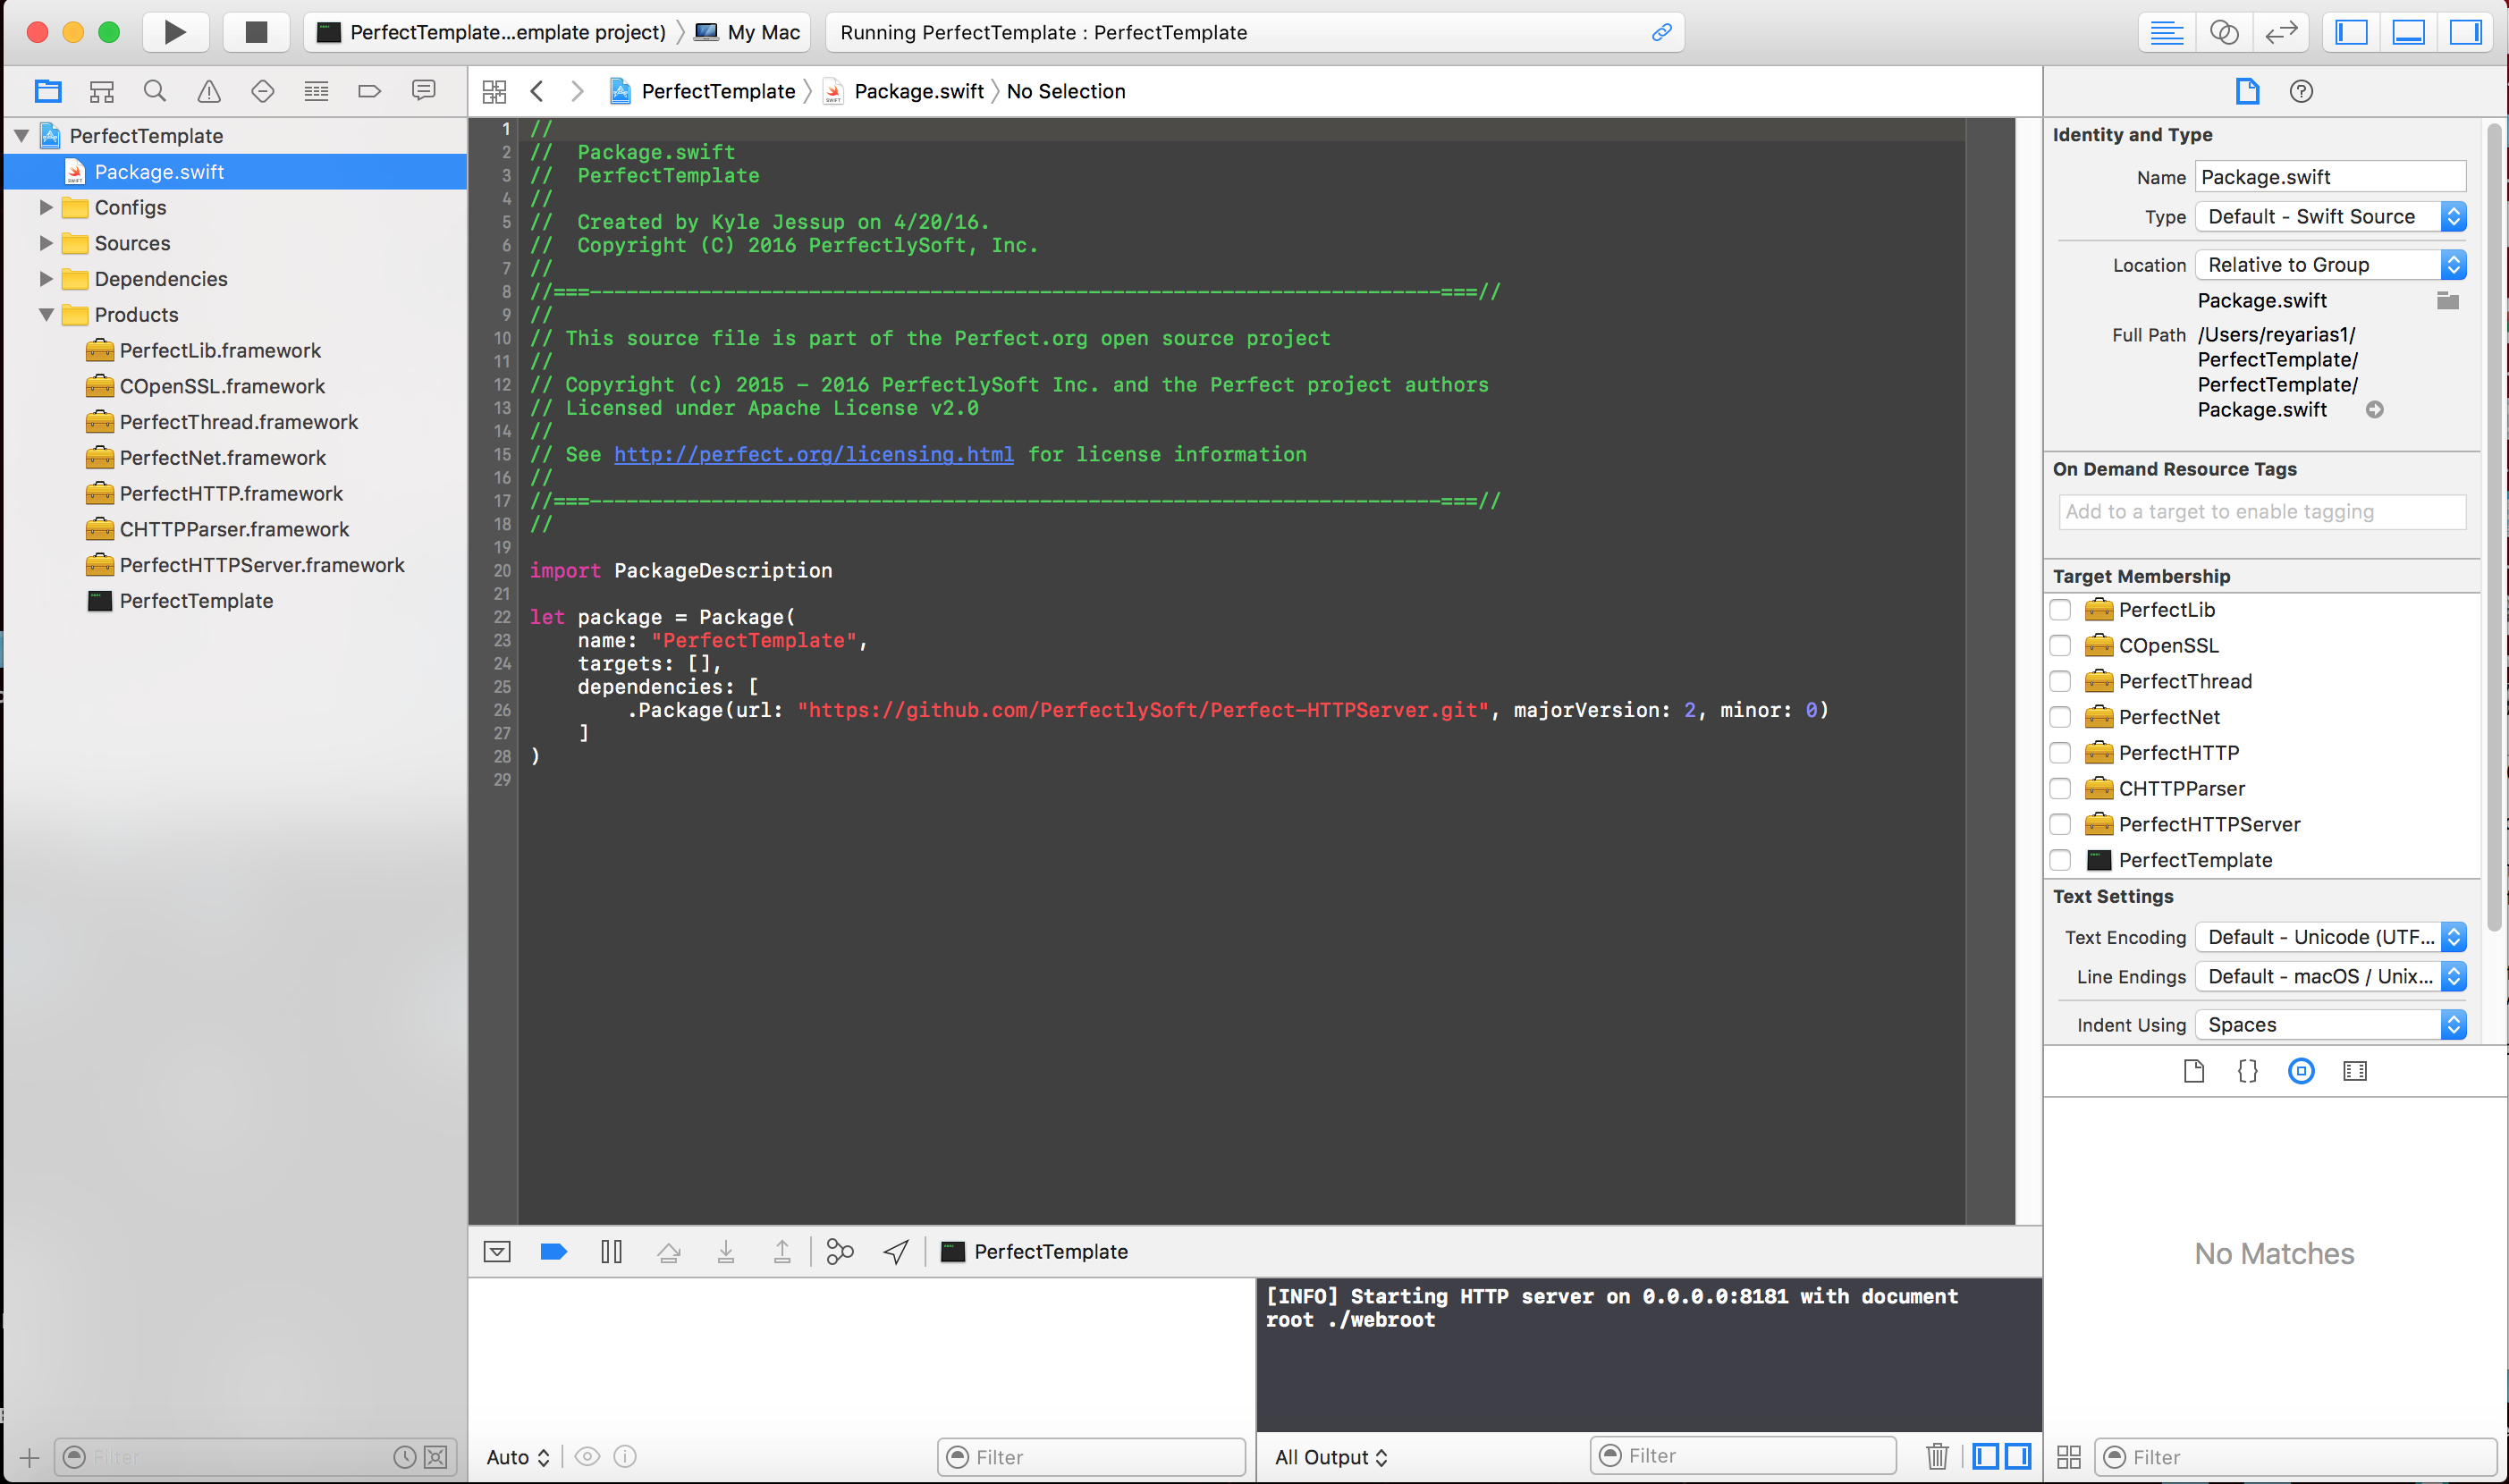 PerfectTemplate...emplate project) My Mac
Running PerfectTemplate : PerfectTemplate
PerfectTemplate Package.swift No Selection
PerfectTemplate
Package.swift
Configs
Sources
Dependencies
Products
PerfectLib.framework
COpenSSL.framework
PerfectThread.framework
PerfectNet.framework
PerfectHTTP.framework
CHTTPParser.framework
PerfectHTTPServer.framework
PerfectTemplate
Filter
1 //
2 //  Package.swift
3 //  PerfectTemplate
4 //
5 //  Created by Kyle Jessup on 4/20/16.
6 //  Copyright (C) 2016 PerfectlySoft, Inc.
7 //
8 //===----------------------------------------------------------------------===//
9 //
10 // This source file is part of the Perfect.org open source project
11 //
12 // Copyright (c) 2015 - 2016 PerfectlySoft Inc. and the Perfect project authors
13 // Licensed under Apache License v2.0
14 //
15 // See http://perfect.org/licensing.html for license information
16 //
17 //===----------------------------------------------------------------------===//
18 //
19
20 import PackageDescription
21
22 let package = Package(
23     name: "PerfectTemplate",
24     targets: [],
25     dependencies: [
26         .Package(url: "https://github.com/PerfectlySoft/Perfect-HTTPServer.git", majorVersion: 2, minor: 0)
27     ]
28 )
29
PerfectTemplate
[INFO] Starting HTTP server on 0.0.0.0:8181 with document
root ./webroot
Auto
Filter
All Output
Filter
Identity and Type
Name Package.swift
Type Default - Swift Source
Location Relative to Group
Package.swift
Full Path /Users/reyarias1/
PerfectTemplate/
PerfectTemplate/
Package.swift
On Demand Resource Tags
Add to a target to enable tagging
Target Membership
PerfectLib
COpenSSL
PerfectThread
PerfectNet
PerfectHTTP
CHTTPParser
PerfectHTTPServer
PerfectTemplate
Text Settings
Text Encoding Default - Unicode (UTF...
Line Endings Default - macOS / Unix...
Indent Using Spaces
No Matches
Filter